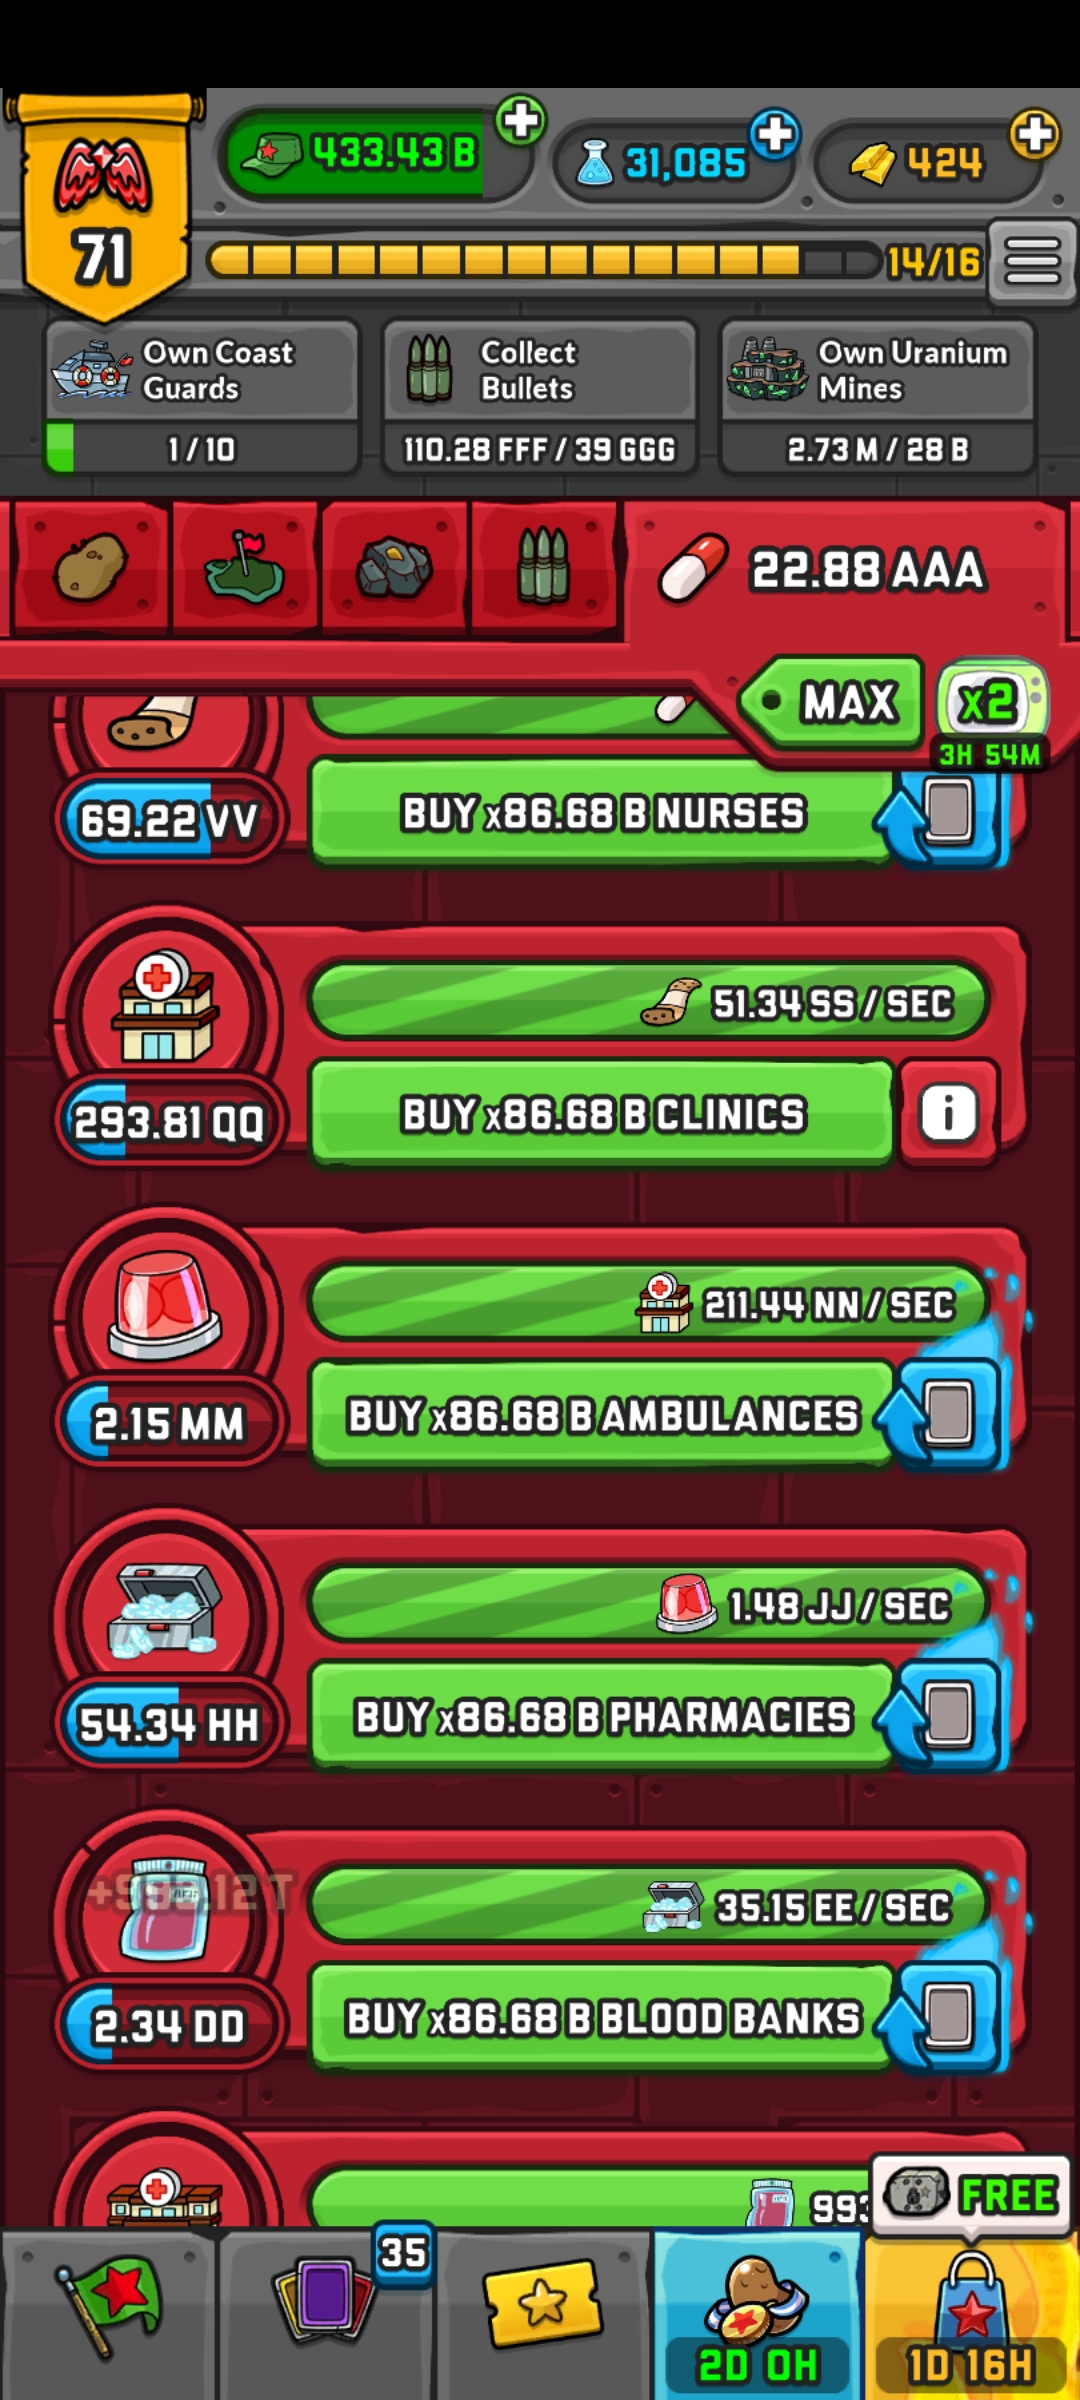 433.43 B
31,085
424
71
14/16
Own Coast
Guards
1/10
Collect
Bullets
110.28 FFF / 39 GGG
Own Uranium
Mines
2.73 M / 28 B
22.88 AAA
MAX
x2
3H 54M
69.22 VV
BUY x86.68 B NURSES
51.34 SS / SEC
293.81 QQ
BUY x86.68 B CLINICS
i
211.44 NN / SEC
2.15 MM
BUY x86.68 B AMBULANCES
1.48 JJ / SEC
54.34 HH
BUY x86.68 B PHARMACIES
35.15 EE / SEC
2.34 DD
BUY x86.68 B BLOOD BANKS
FREE
35
2D 0H
1D 16H